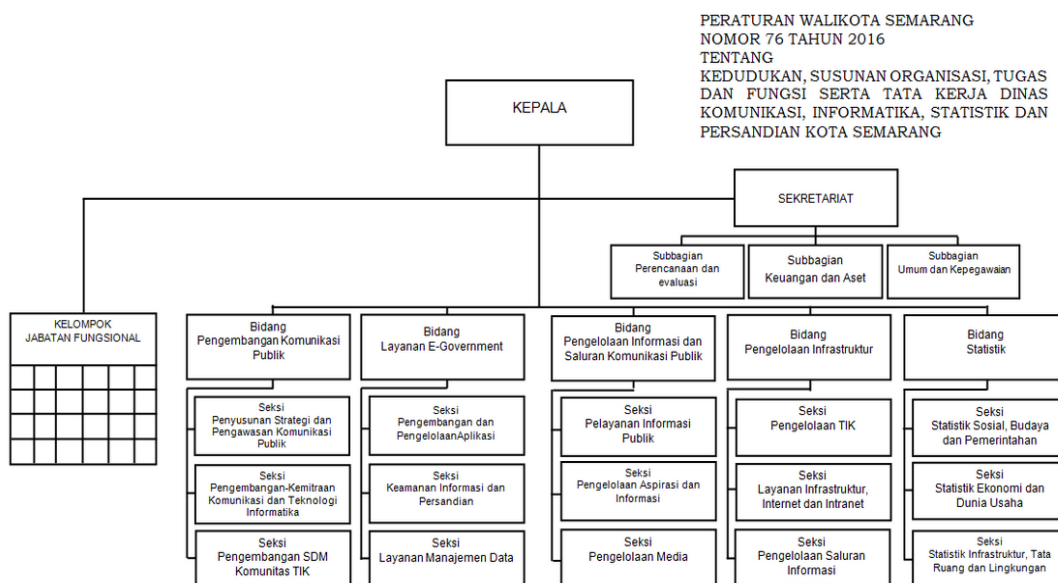 PERATURAN WALIKOTA SEMARANG
NOMOR 76 TAHUN 2016
TENTANG
KEDUDUKAN, SUSUNAN ORGANISASI, TUGAS
DAN FUNGSI SERTA TATA KERJA DINAS
KOMUNIKASI, INFORMATIKA, STATISTIK DAN
PERSANDIAN KOTA SEMARANG
KEPALA
SEKRETARIAT
Subbagian
Perencanaan dan
evaluasi
Subbagian
Keuangan dan Aset
Subbagian
Umum dan Kepegawaian
KELOMPOK
JABATAN FUNGSIONAL
Bidang
Pengembangan Komunikasi
Publik
Bidang
Layanan E-Government
Bidang
Pengelolaan Informasi dan
Saluran Komunikasi Publik
Bidang
Pengelolaan Infrastruktur
Bidang
Statistik
Seksi
Penyusunan Strategi dan
Pengawasan Komunikasi
Publik
Seksi
Pengembangan dan
PengelolaanAplikasi
Seksi
Pelayanan Informasi
Publik
Seksi
Pengelolaan TIK
Seksi
Statistik Sosial, Budaya
dan Pemerintahan
Seksi
Pengembangan-Kemitraan
Komunikasi dan Teknologi
Informatika
Seksi
Keamanan Informasi dan
Persandian
Seksi
Pengelolaan Aspirasi dan
Informasi
Seksi
Layanan Infrastruktur,
Internet dan Intranet
Seksi
Statistik Ekonomi dan
Dunia Usaha
Seksi
Pengembangan SDM
Komunitas TIK
Seksi
Layanan Manajemen Data
Seksi
Pengelolaan Media
Seksi
Pengelolaan Saluran
Informasi
Seksi
Statistik Infrastruktur, Tata
Ruang dan Lingkungan